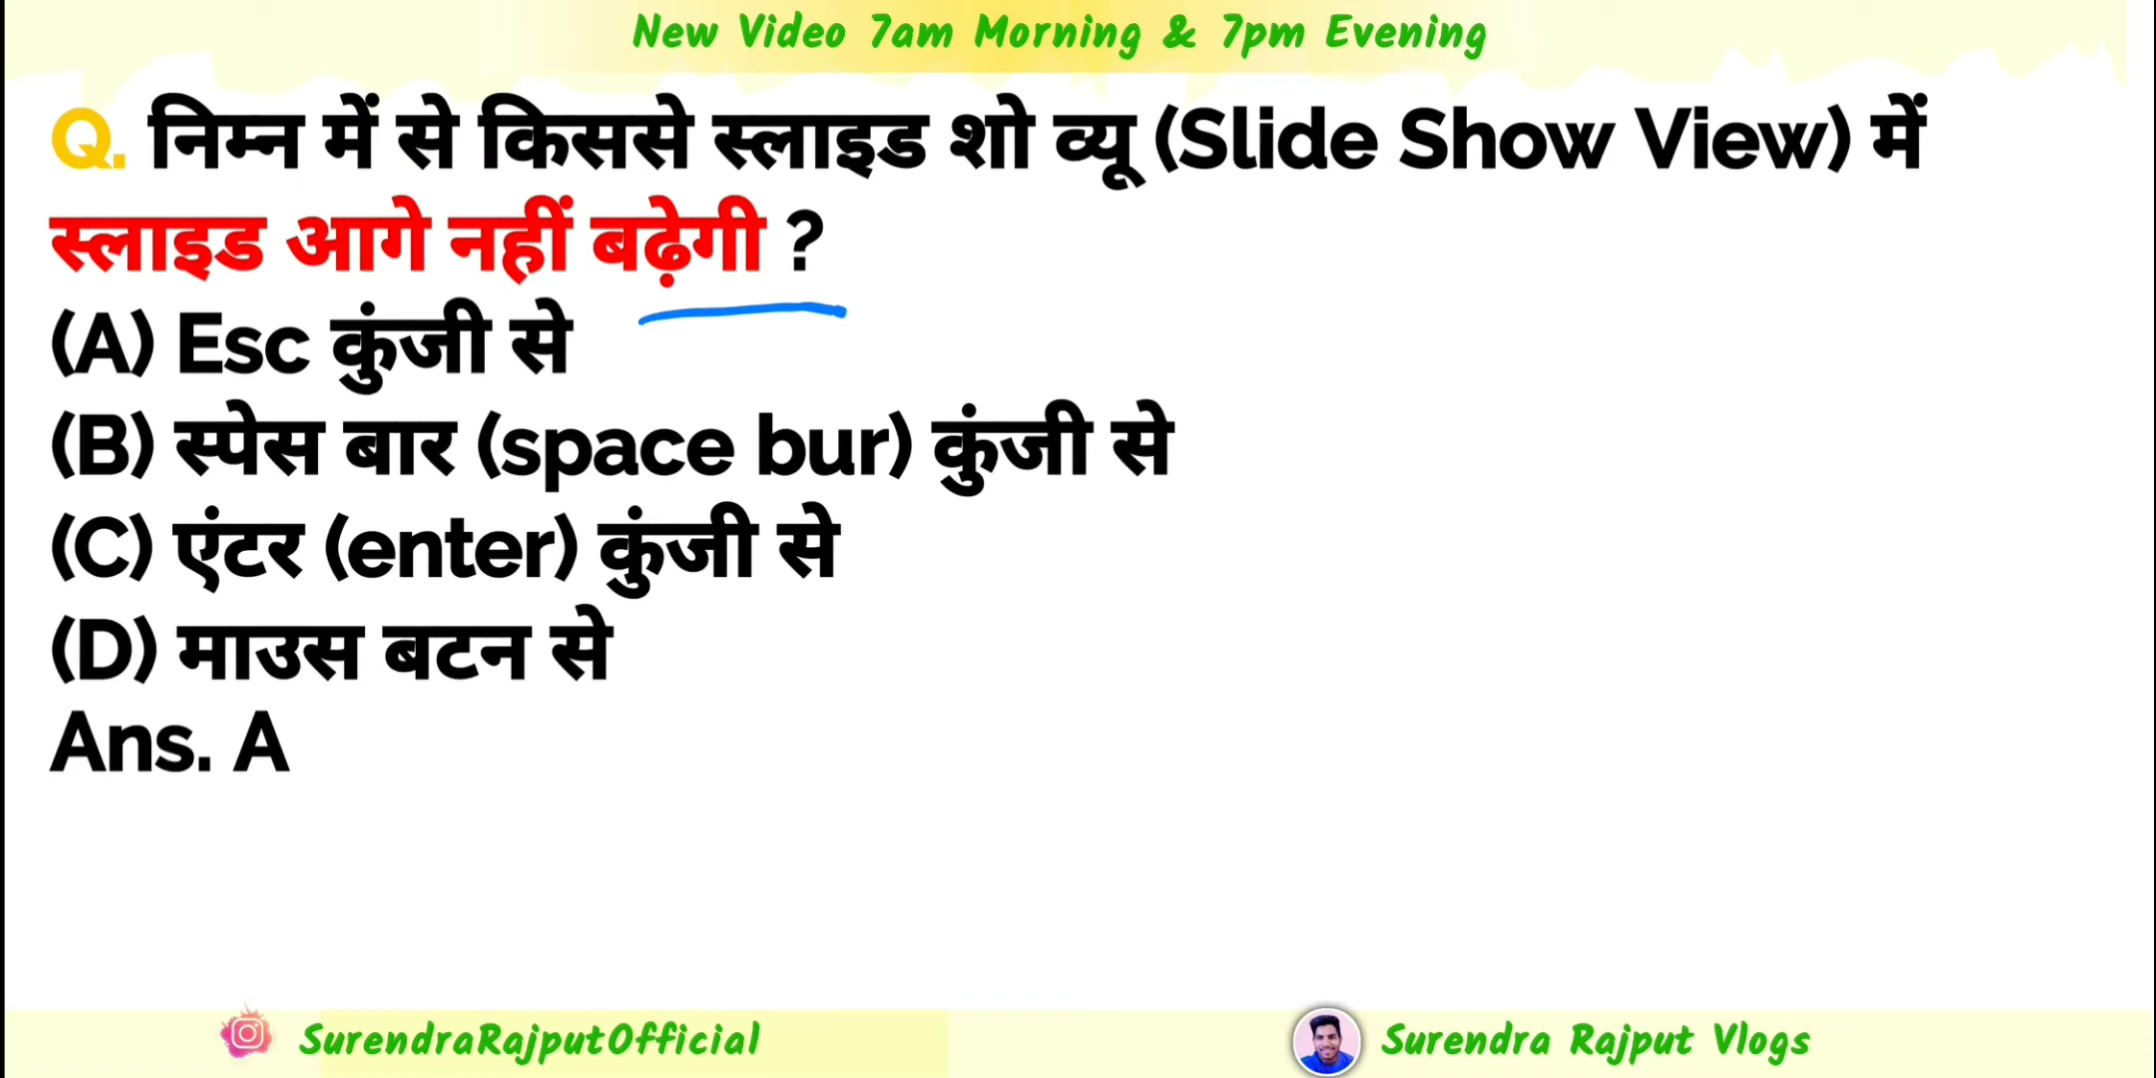 New Video 7am Morning & 7pm Evening
Q. निम्न में से किससे स्लाइड शो व्यू (Slide Show View) में
स्लाइड आगे नहीं बढ़ेगी ?
(A) Esc कुंजी से
(B) स्पेस बार (space bur) कुंजी से
(C) एंटर (enter) कुंजी से
(D) माउस बटन से
Ans. A
SurendraRajputOfficial
Surendra Rajput Vlogs